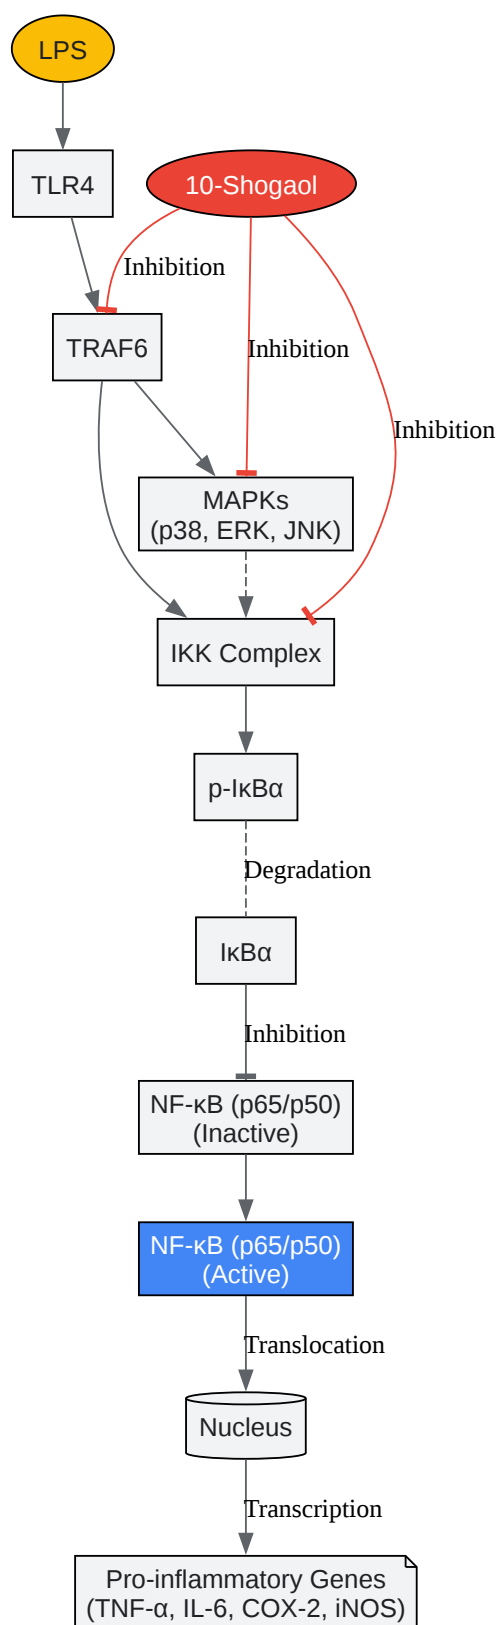 LPS
TLR4
10-Shogaol
Inhibition
TRAF6
Inhibition
Inhibition
MAPKs
(p38, ERK, JNK)
IKK Complex
p-IκBα
Degradation
IκBα
Inhibition
NF-κB (p65/p50)
(Inactive)
NF-κB (p65/p50)
(Active)
Translocation
Nucleus
Transcription
Pro-inflammatory Genes
(TNF-α, IL-6, COX-2, iNOS)